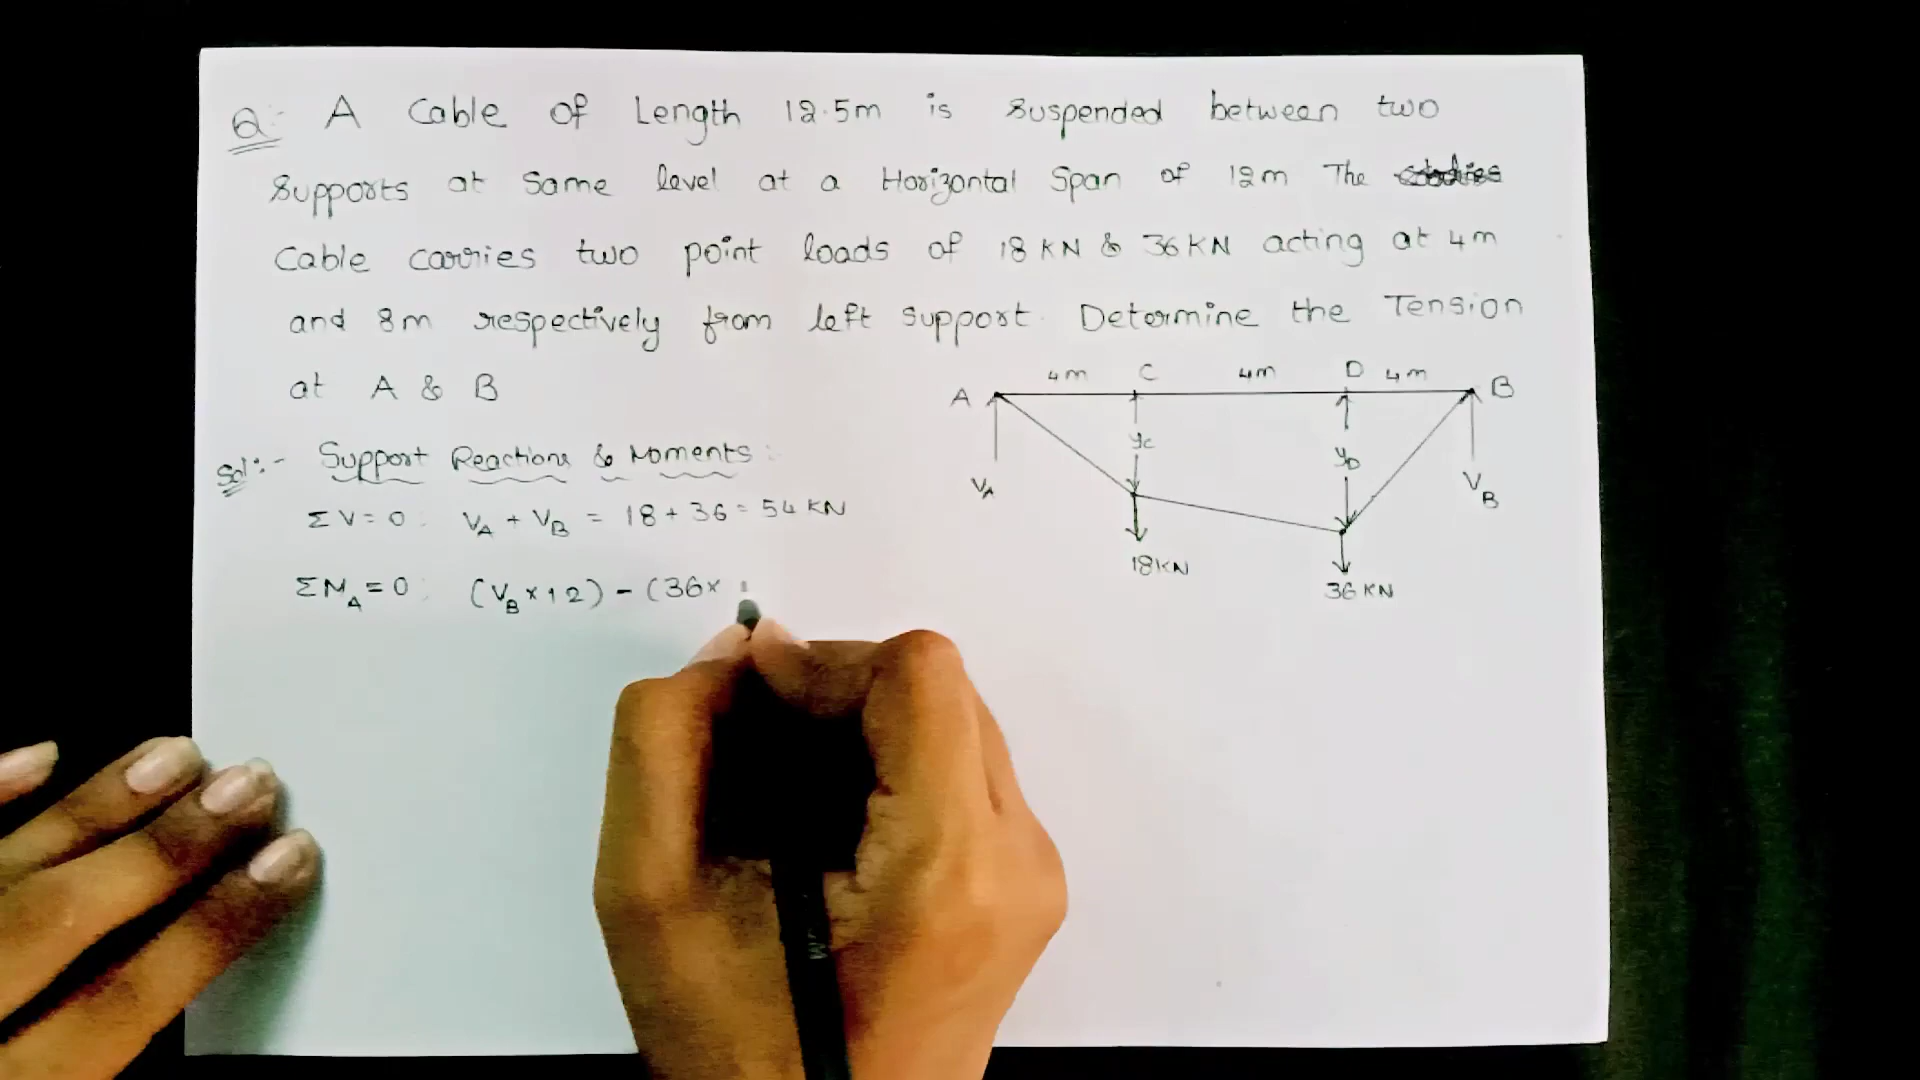 Q:- A Cable of Length 12.5m is Suspended between two
Supports at Same level at a Horizontal Span of 12m The
Cable carries two point loads of 18 KN & 36 KN acting at 4m
and 8m respectively from left support. Determine the Tension
at A & B
4m C 4m D 4m
A B
yc yD
VA VB
18KN
36 KN
Sol:- Support Reactions & Moments:
ΣV=0: VA + VB = 18+36=54 KN
ΣMA=0: (VB×12) - (36×